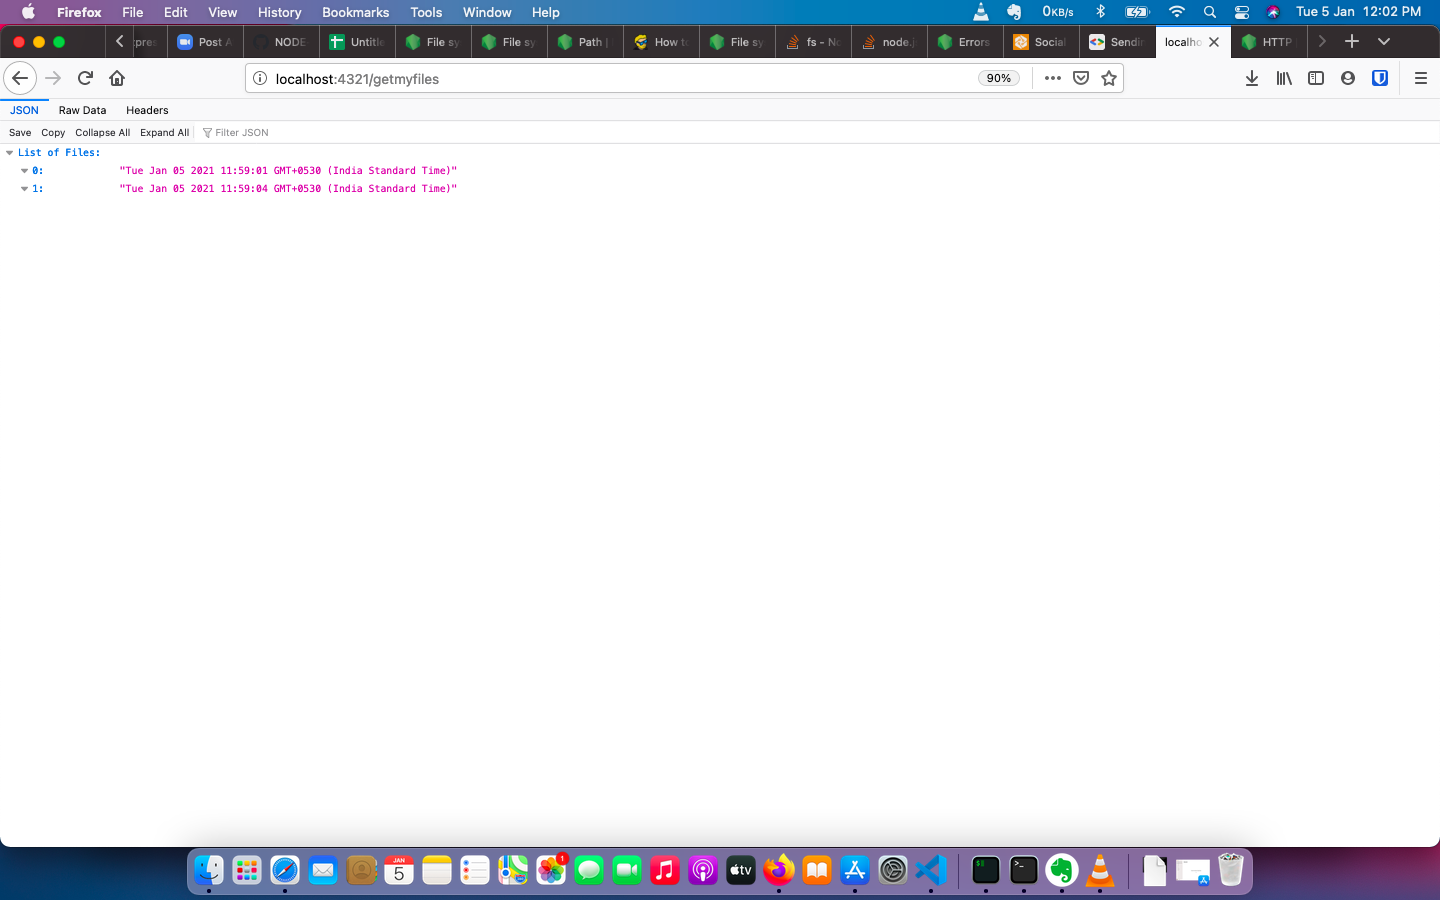 Firefox File Edit View History Bookmarks Tools Window Help 0KB/s Tue 5 Jan 12:02 PM
pres Post A NODE- Untitle File sy File sy Path | How to File sy fs - No node.j Errors Social Sendin localho HTTP
localhost:4321/getmyfiles 90%
JSON Raw Data Headers
Save Copy Collapse All Expand All Filter JSON
List of Files:
0: "Tue Jan 05 2021 11:59:01 GMT+0530 (India Standard Time)"
1: "Tue Jan 05 2021 11:59:04 GMT+0530 (India Standard Time)"
JAN
5
1
tv
$$
>_